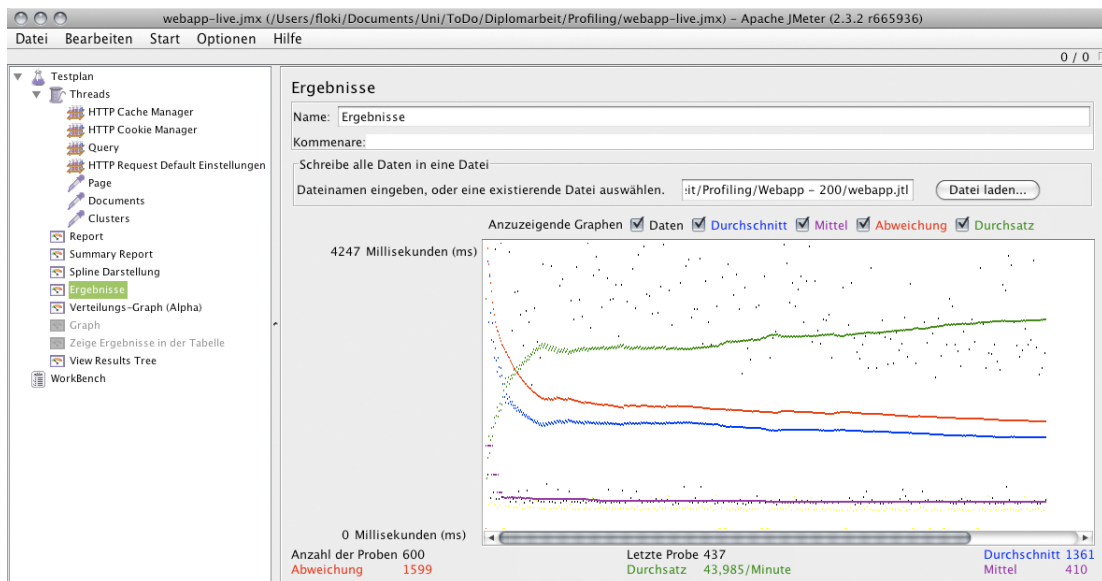 webapp-live.jmx (/Users/floki/Documents/Uni/ToDo/Diplomarbeit/Profiling/webapp-live.jmx) – Apache JMeter (2.3.2 r665936)
Datei Bearbeiten Start Optionen Hilfe
0 / 0
Testplan
Threads
HTTP Cache Manager
HTTP Cookie Manager
Query
HTTP Request Default Einstellungen
Page
Documents
Clusters
Report
Summary Report
Spline Darstellung
Ergebnisse
Verteilungs-Graph (Alpha)
Graph
Zeige Ergebnisse in der Tabelle
View Results Tree
WorkBench
Ergebnisse
Name: Ergebnisse
Kommenare:
Schreibe alle Daten in eine Datei
Dateinamen eingeben, oder eine existierende Datei auswählen. :it/Profiling/Webapp – 200/webapp.jtl Datei laden...
Anzuzeigende Graphen Daten Durchschnitt Mittel Abweichung Durchsatz
4247 Millisekunden (ms)
0 Millisekunden (ms)
Anzahl der Proben 600 Letzte Probe 437 Durchschnitt 1361
Abweichung 1599 Durchsatz 43,985/Minute Mittel 410